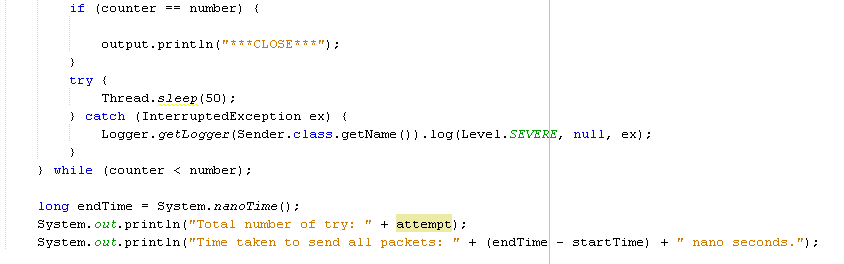 if (counter == number) {
output.println("***CLOSE***");
}
try {
Thread.sleep(50);
} catch (InterruptedException ex) {
Logger.getLogger(Sender.class.getName()).log(Level.SEVERE, null, ex);
}
} while (counter < number);
long endTime = System.nanoTime();
System.out.println("Total number of try: " + attempt);
System.out.println("Time taken to send all packets: " + (endTime - startTime) + " nano seconds.");